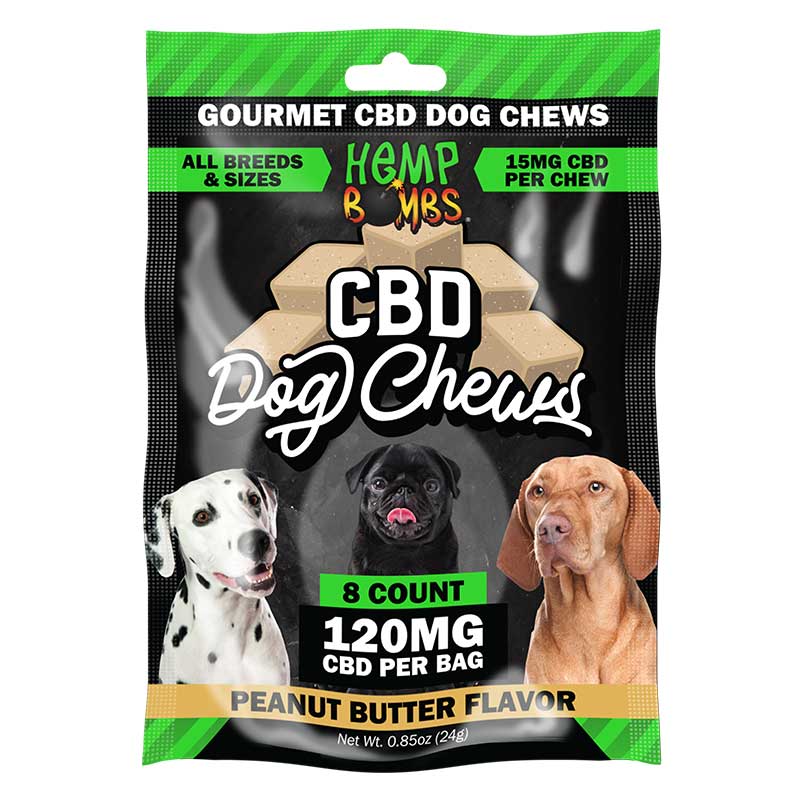 GOURMET CBD DOG CHEWS
ALL BREEDS
& SIZES
HEMP
BOMBS®
15MG CBD
PER CHEW
CBD
Dog Chews
8 COUNT
120MG
CBD PER BAG
PEANUT BUTTER FLAVOR
Net Wt. 0.85oz (24g)